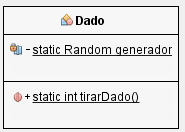 Dado
- static Random generador
+ static int tirarDado()